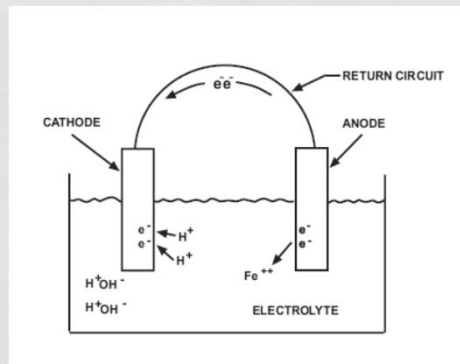 e⁻e⁻
RETURN CIRCUIT
CATHODE
ANODE
e⁻
e⁻
H⁺
H⁺
e⁻
e⁻
Fe⁺⁺
H⁺OH⁻
H⁺OH⁻
ELECTROLYTE